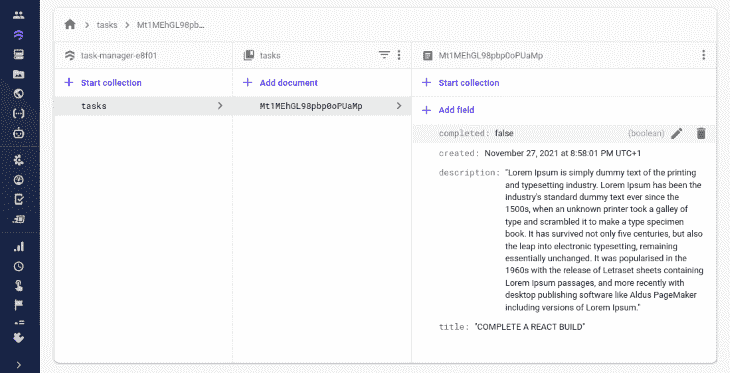 tasks
Mt1MEhGL98pb...
task-manager-e8f01
tasks
Mt1MEhGL98pbp0oPUaMp
Start collection
Add document
Start collection
tasks
Mt1MEhGL98pbp0oPUaMp
Add field
completed: false
(boolean)
created: November 27, 2021 at 8:58:01 PM UTC+1
description: "Lorem Ipsum is simply dummy text of the printing
and typesetting industry. Lorem Ipsum has been the
industry's standard dummy text ever since the
1500s, when an unknown printer took a galley of
type and scrambled it to make a type specimen
book. It has survived not only five centuries, but also
the leap into electronic typesetting, remaining
essentially unchanged. It was popularised in the
1960s with the release of Letraset sheets containing
Lorem Ipsum passages, and more recently with
desktop publishing software like Aldus PageMaker
including versions of Lorem Ipsum."
title: "COMPLETE A REACT BUILD"